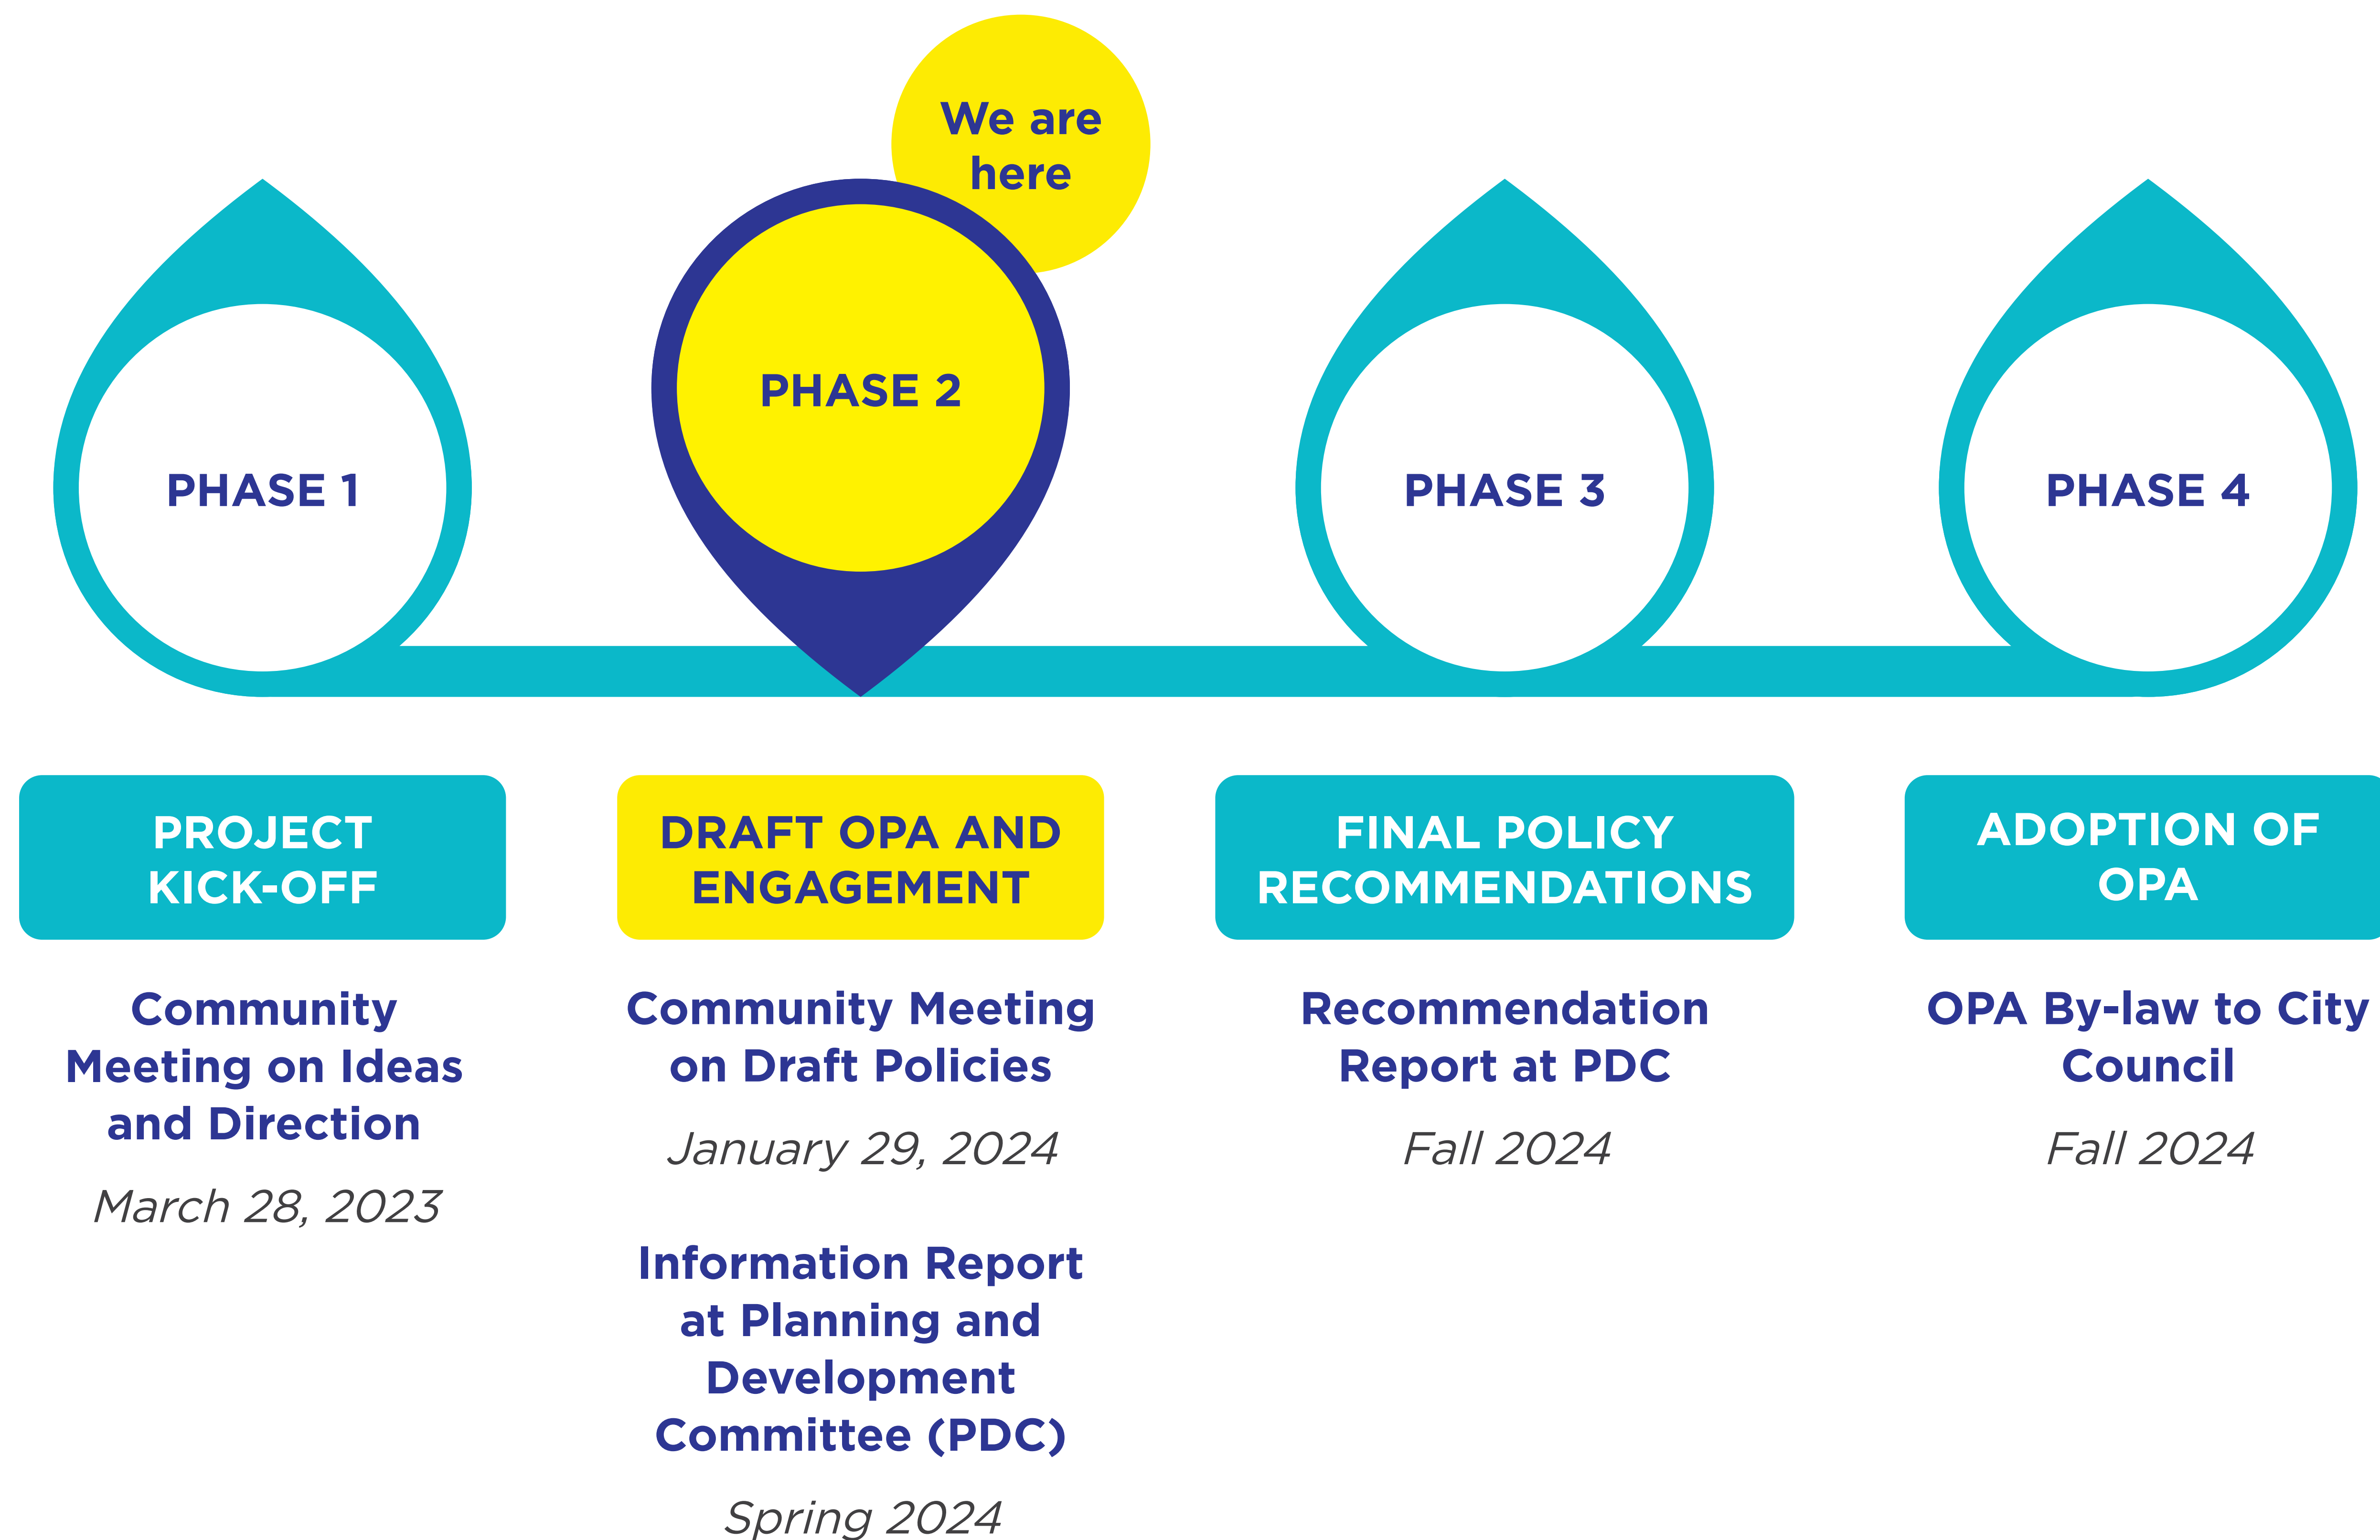 We are
here
PHASE 1
PHASE 2
PHASE 3
PHASE 4
PROJECT
KICK-OFF
Community
Meeting on Ideas
and Direction
March 28, 2023
DRAFT OPA AND
ENGAGEMENT
Community Meeting
on Draft Policies
January 29, 2024
Information Report
at Planning and
Development
Committee (PDC)
Spring 2024
FINAL POLICY
RECOMMENDATIONS
Recommendation
Report at PDC
Fall 2024
ADOPTION OF
OPA
OPA By-law to City
Council
Fall 2024